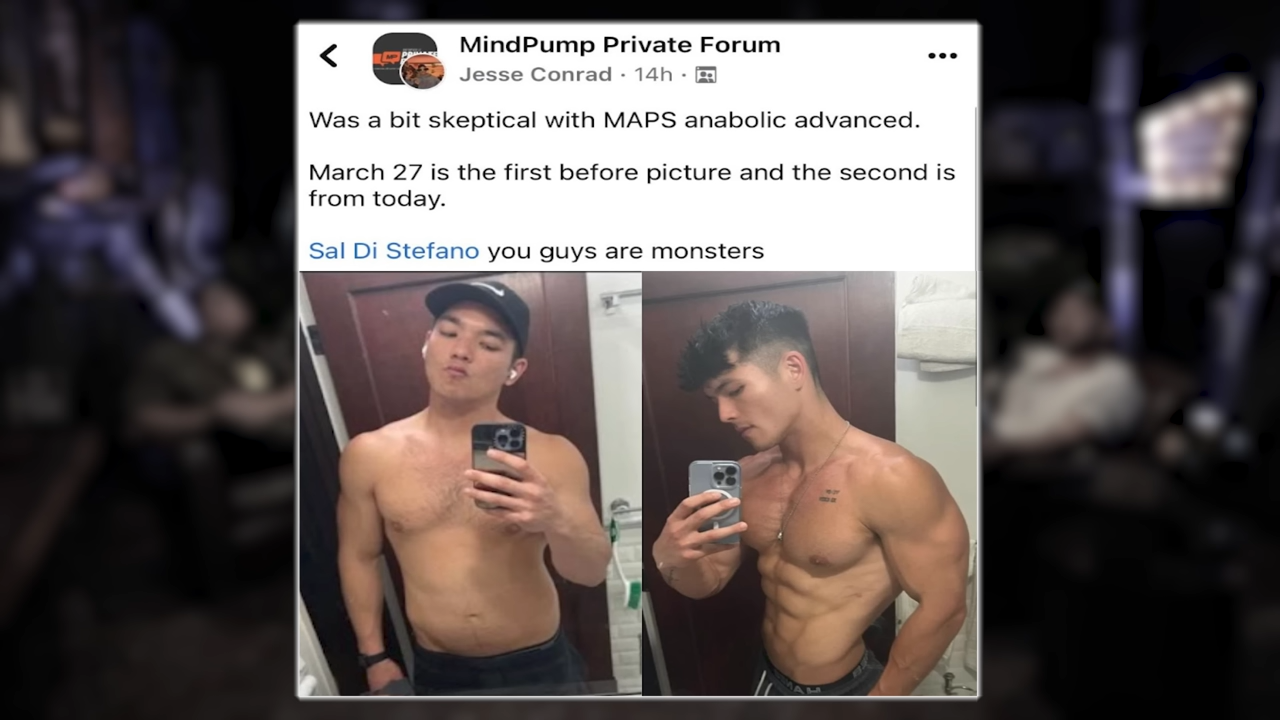 MindPump Private Forum
Jesse Conrad · 14h ·
Was a bit skeptical with MAPS anabolic advanced.
March 27 is the first before picture and the second is
from today.
Sal Di Stefano you guys are monsters